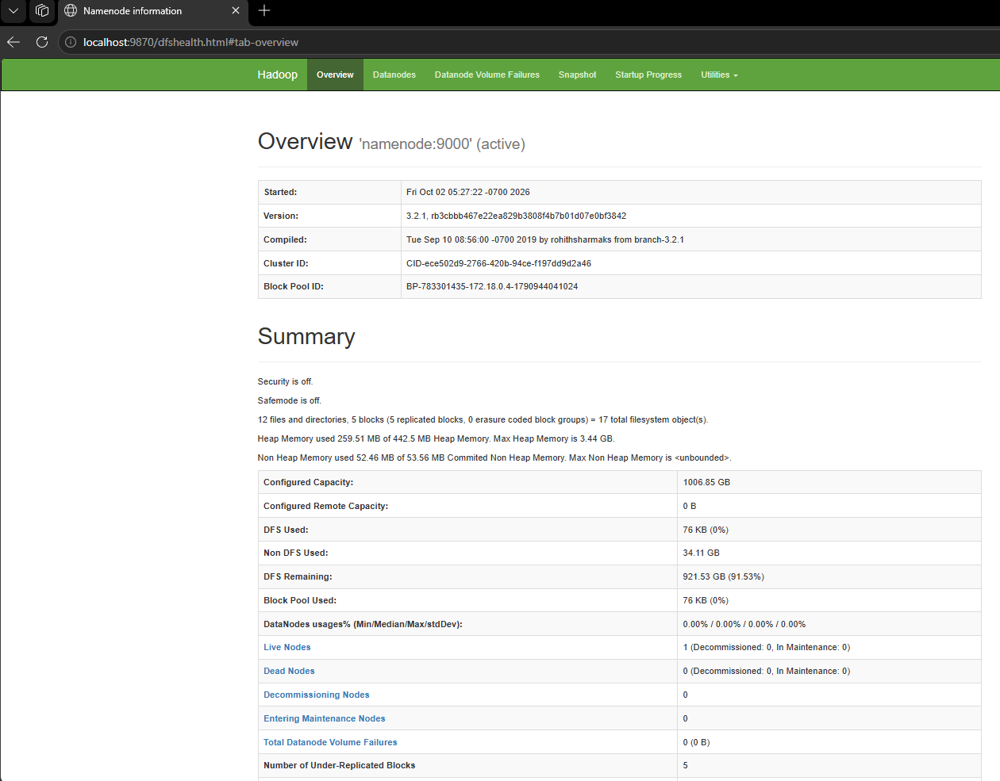 Namenode information
localhost:9870/dfshealth.html#tab-overview
Hadoop Overview Datanodes Datanode Volume Failures Snapshot Startup Progress Utilities
Overview 'namenode:9000' (active)
Started: Fri Oct 02 05:27:22 -0700 2026
Version: 3.2.1, rb3cbbb467e22ea829b3808f4b7b01d07e0bf3842
Compiled: Tue Sep 10 08:56:00 -0700 2019 by rohithsharmaks from branch-3.2.1
Cluster ID: CID-ece502d9-2766-420b-94ce-f197dd9d2a46
Block Pool ID: BP-783301435-172.18.0.4-1790944041024
Summary
Security is off.
Safemode is off.
12 files and directories, 5 blocks (5 replicated blocks, 0 erasure coded block groups) = 17 total filesystem object(s).
Heap Memory used 259.51 MB of 442.5 MB Heap Memory. Max Heap Memory is 3.44 GB.
Non Heap Memory used 52.46 MB of 53.56 MB Commited Non Heap Memory. Max Non Heap Memory is <unbounded>.
Configured Capacity: 1006.85 GB
Configured Remote Capacity: 0 B
DFS Used: 76 KB (0%)
Non DFS Used: 34.11 GB
DFS Remaining: 921.53 GB (91.53%)
Block Pool Used: 76 KB (0%)
DataNodes usages% (Min/Median/Max/stdDev): 0.00% / 0.00% / 0.00% / 0.00%
Live Nodes 1 (Decommissioned: 0, In Maintenance: 0)
Dead Nodes 0 (Decommissioned: 0, In Maintenance: 0)
Decommissioning Nodes 0
Entering Maintenance Nodes 0
Total Datanode Volume Failures 0 (0 B)
Number of Under-Replicated Blocks 5